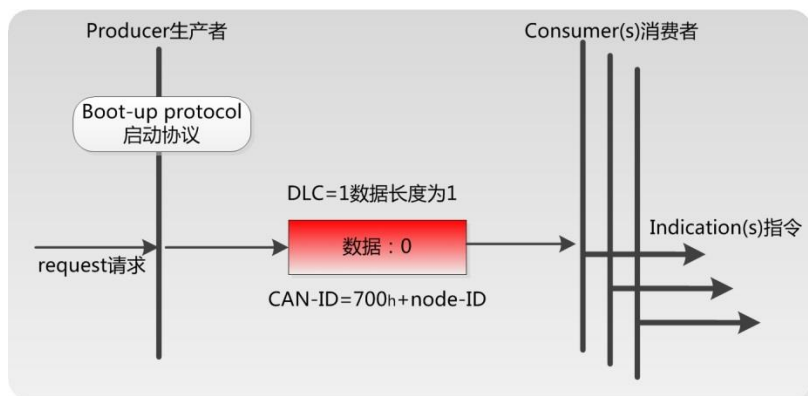 Producer生产者
Consumer(s)消费者
Boot-up protocol
启动协议
DLC=1数据长度为1
数据：0
Indication(s)指令
request请求
CAN-ID=700h+node-ID